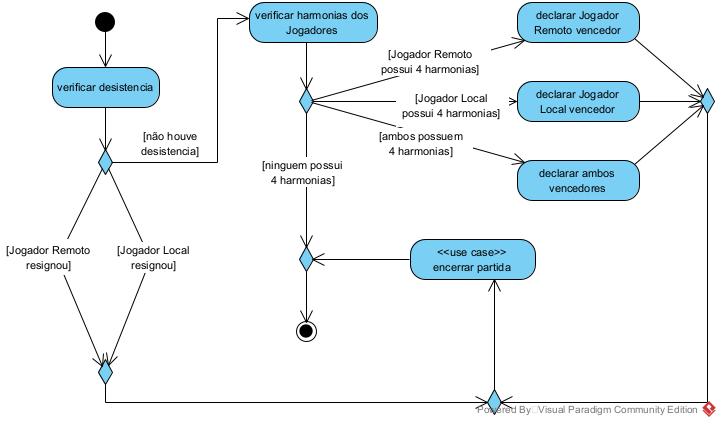 verificar harmonias dos
Jogadores
declarar Jogador
Remoto vencedor
verificar desistencia
[Jogador Remoto
possui 4 harmonias]
[Jogador Local
possui 4 harmonias]
declarar Jogador
Local vencedor
[não houve
desistencia]
[ambos possuem
4 harmonias]
[ninguem possui
4 harmonias]
declarar ambos
vencedores
[Jogador Remoto
resignou]
[Jogador Local
resignou]
<<use case>>
encerrar partida
Powered By Visual Paradigm Community Edition